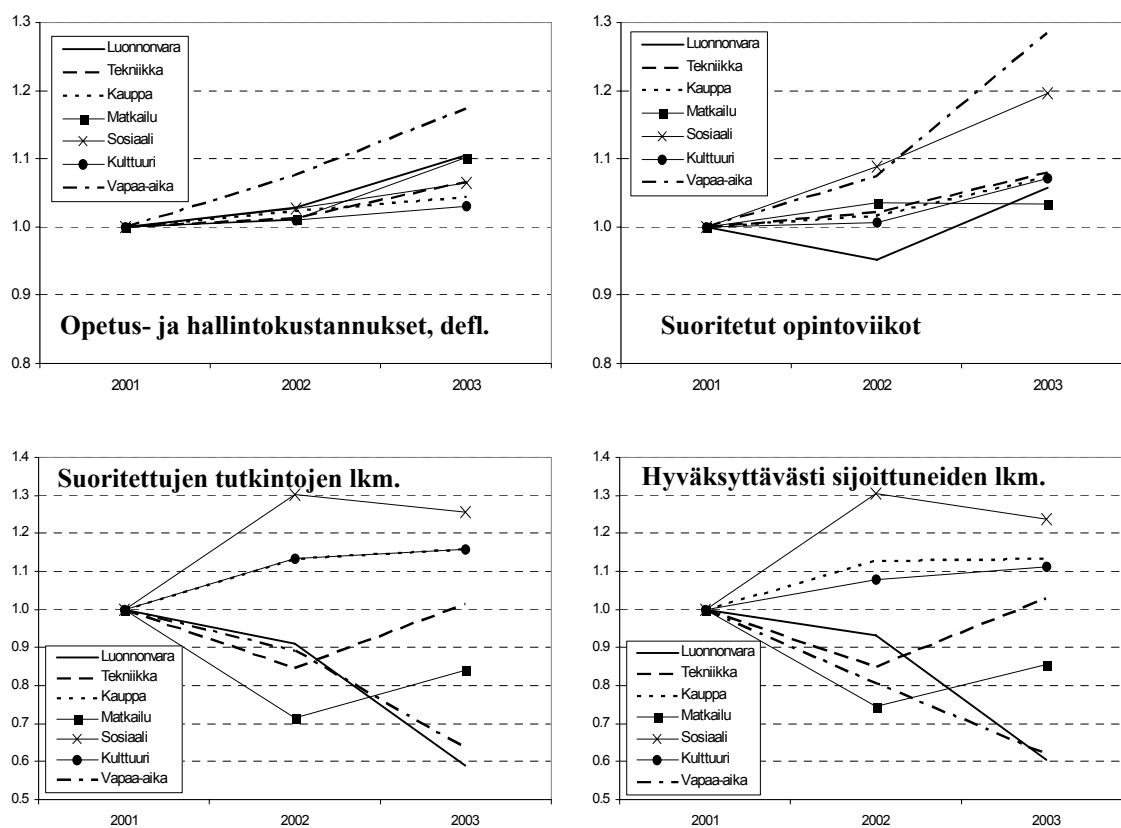 1.3
1.2
1.1
1.0
0.9
0.8
Luonnonvara
Tekniikka
Kauppa
Matkailu
Sosiaali
Kulttuuri
Vapaa-aika
Opetus- ja hallintokustannukset, defl.
2001 2002 2003
1.3
1.2
1.1
1.0
0.9
0.8
Luonnonvara
Tekniikka
Kauppa
Matkailu
Sosiaali
Kulttuuri
Vapaa-aika
Suoritetut opintoviikot
2001 2002 2003
1.4
1.3
1.2
1.1
1.0
0.9
0.8
0.7
0.6
0.5
Suoritettujen tutkintojen lkm.
Luonnonvara
Tekniikka
Kauppa
Matkailu
Sosiaali
Kulttuuri
Vapaa-aika
2001 2002 2003
1.4
1.3
1.2
1.1
1.0
0.9
0.8
0.7
0.6
0.5
Hyväksyttävästi sijoittuneiden lkm.
Luonnonvara
Tekniikka
Kauppa
Matkailu
Sosiaali
Kulttuuri
Vapaa-aika
2001 2002 2003